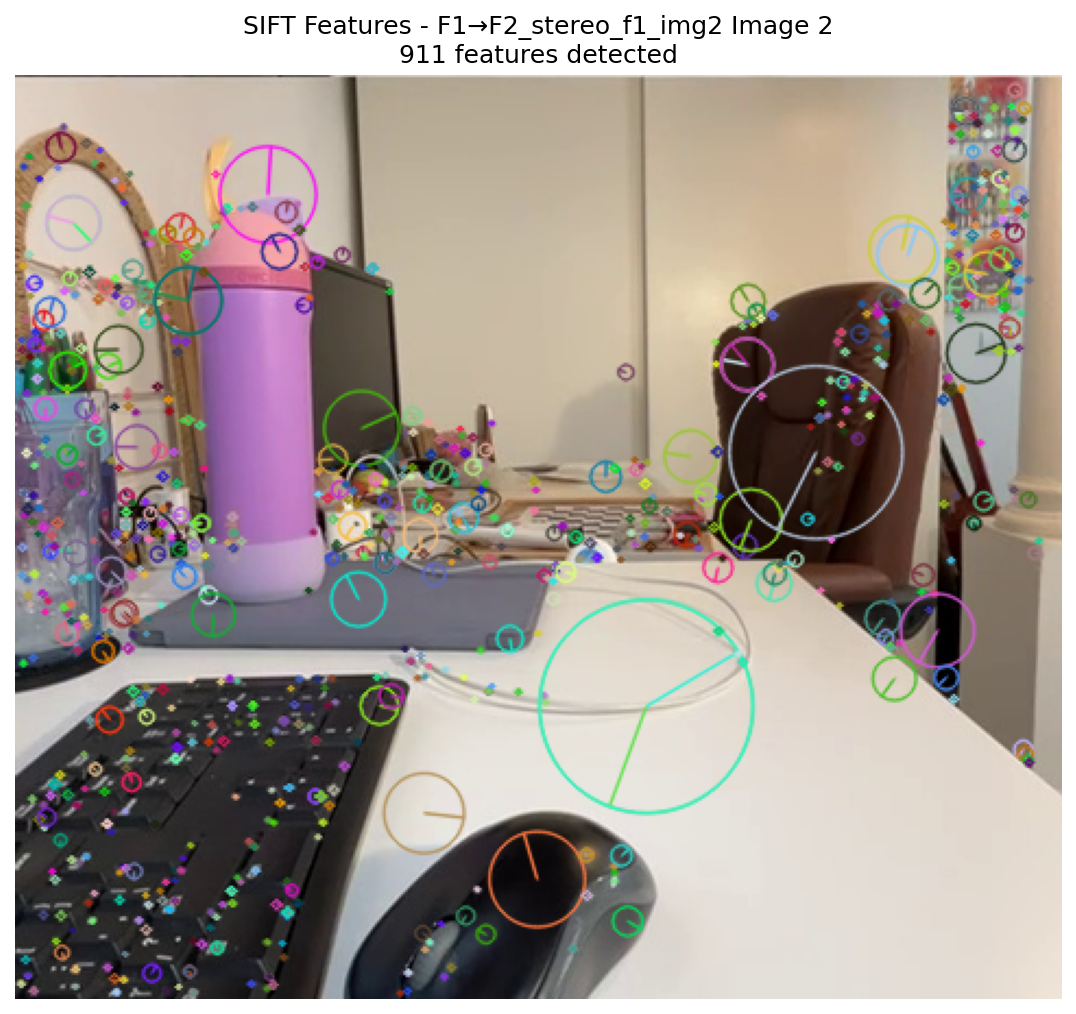 SIFT Features - F1→F2_stereo_f1_img2 Image 2
911 features detected